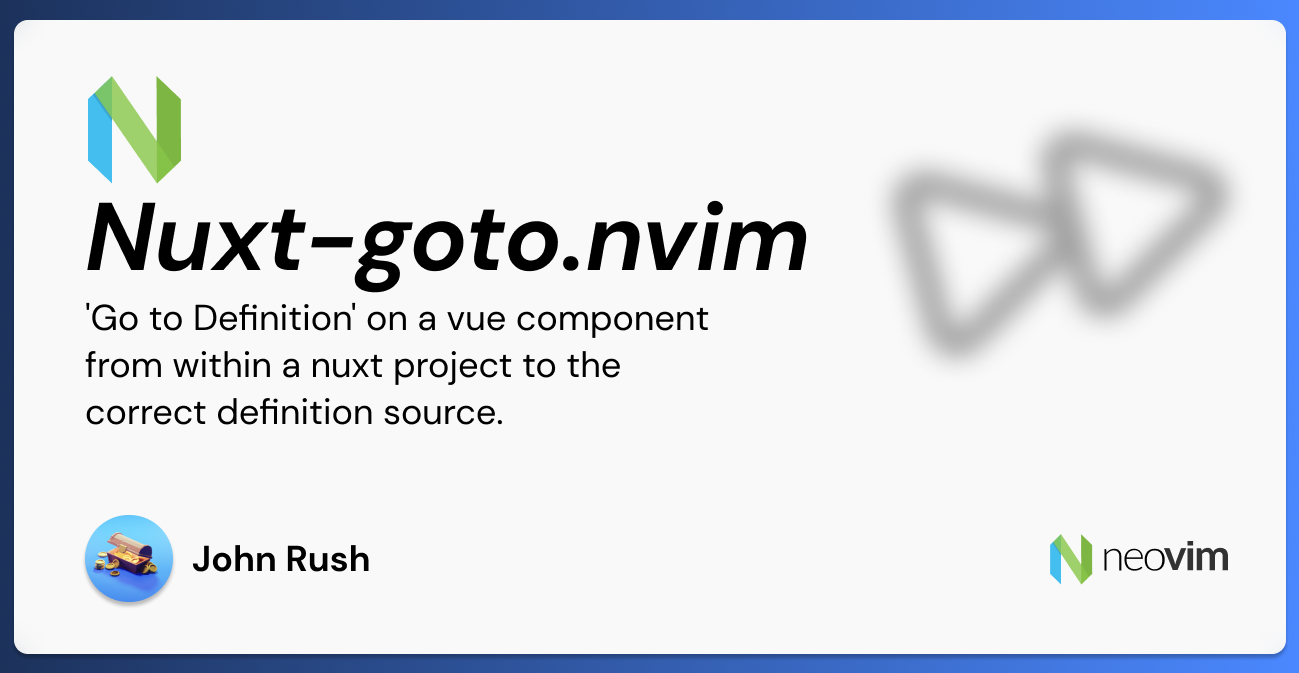 Nuxt-goto.nvim
'Go to Definition' on a vue component
from within a nuxt project to the
correct definition source.
John Rush
neovim